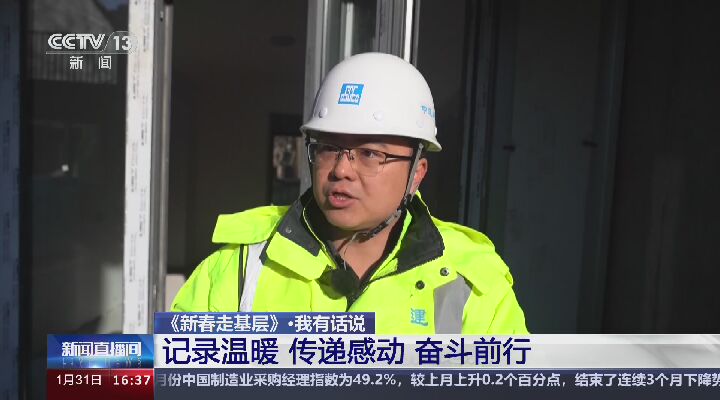 CCTV 13
新闻
建
《新春走基层》·我有话说
新闻直播间
记录温暖 传递感动 奋斗前行
1月31日 16:37
月份中国制造业采购经理指数为49.2%，较上月上升0.2个百分点，结束了连续3个月下降势